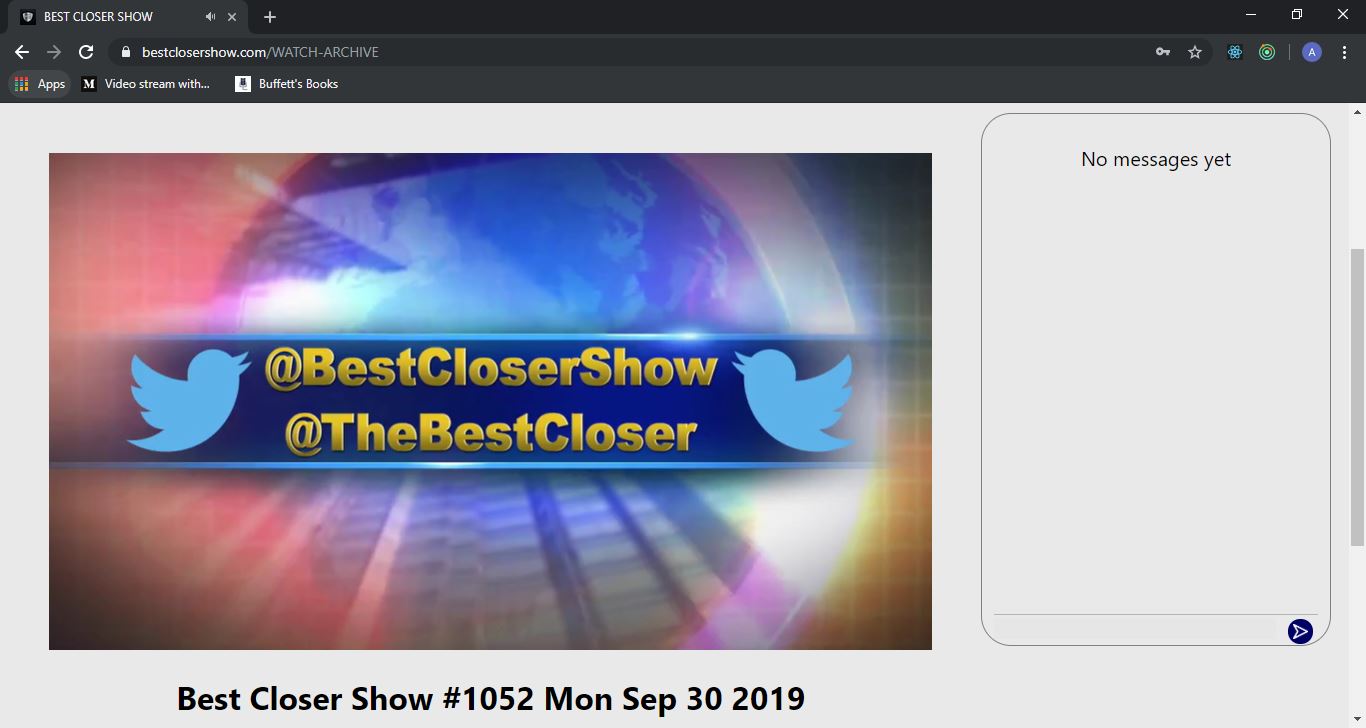 BEST CLOSER SHOW
bestclosershow.com/WATCH-ARCHIVE
A
Apps
M Video stream with...
Buffett's Books
No messages yet
@BestCloserShow
@TheBestCloser
Best Closer Show #1052 Mon Sep 30 2019